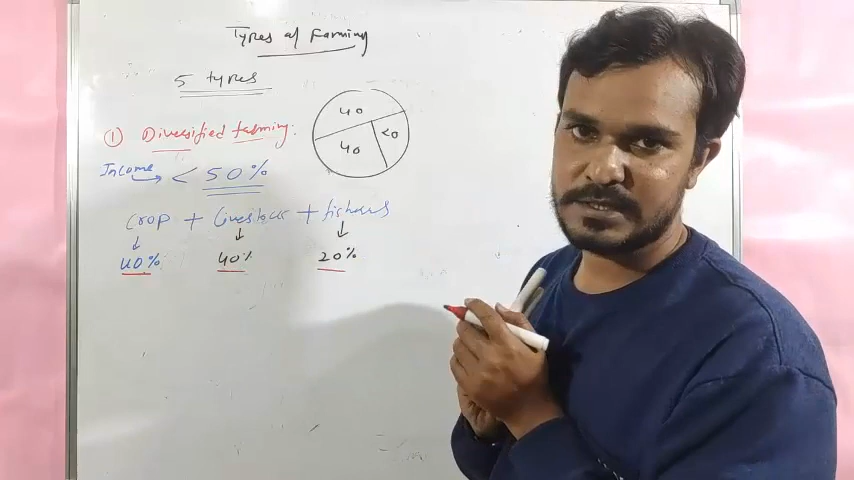 Types of Farming
5 types
① Diversified farming:
40
40
20
Income → < 50%
Crop + Livestock + fisheries
40%
40%
20%